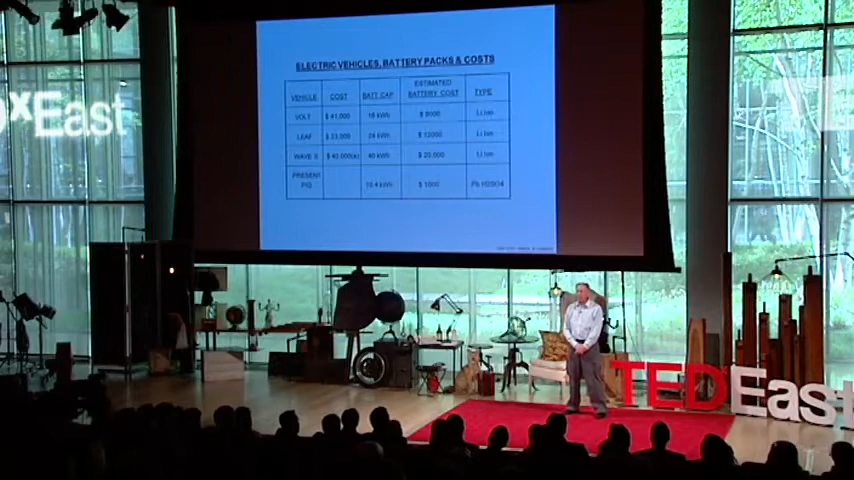 ELECTRIC VEHICLES, BATTERY PACKS & COSTS
VEHICLE COST BATT CAP ESTIMATED BATTERY COST TYPE
VOLT $ 41,000 16 kWh $ 8000 Li Ion
LEAF $ 33,000 24 kWh $ 12000 Li Ion
WAVE II $ 40,000 40 kWh $ 20,000 Li Ion
PRESENT 10.4 kWh $ 1000 Pb H2SO4
xEast
TEDxEast